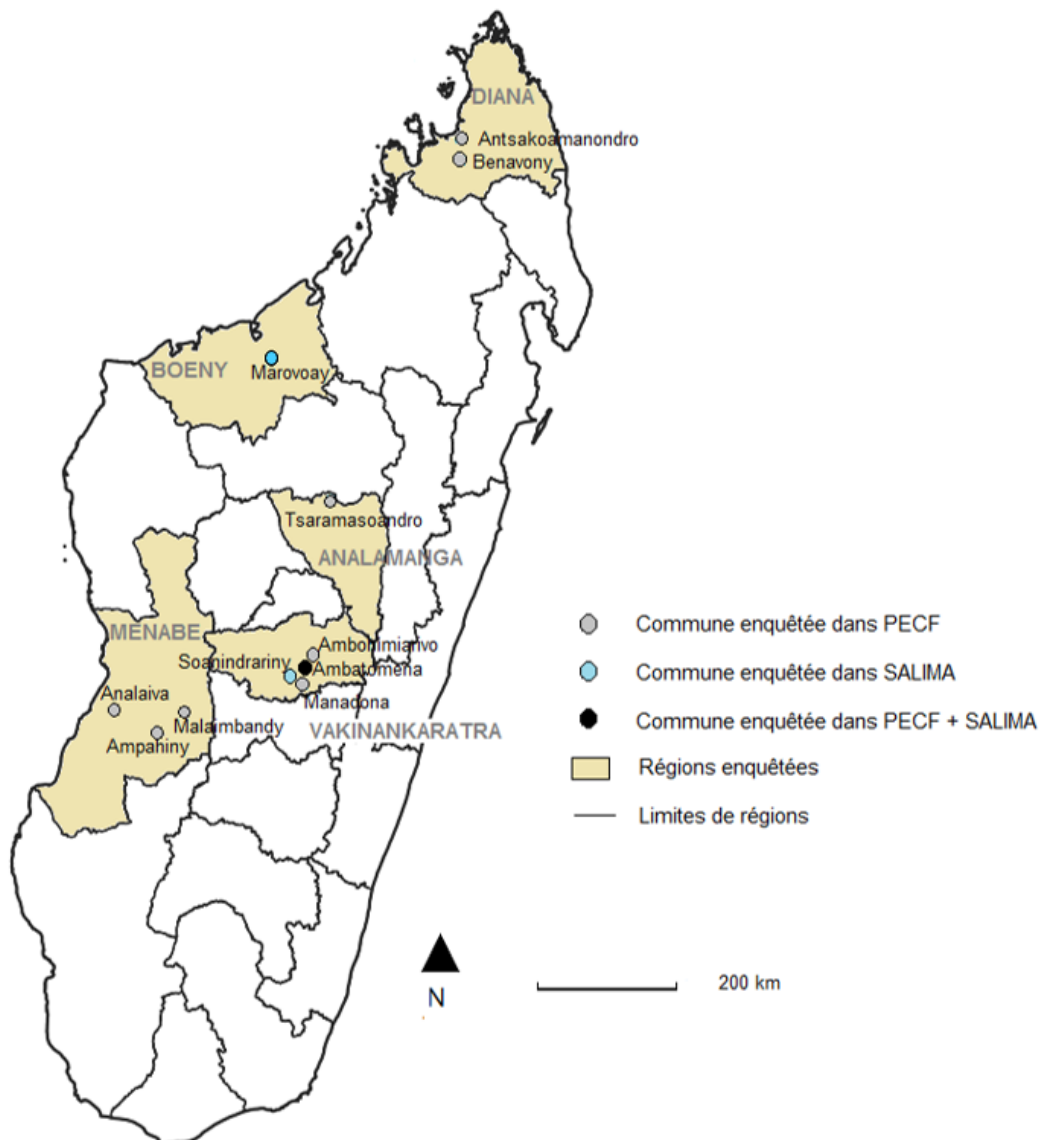 DIANA
Antsakoamanondro
Benavony
BOENY
Marovoay
Tsaramasoandro
ANALAMANGA
MENABE
Ambohimiarivo
Soanindrariny
Ambatomena
Manadona
Analaiva
Malaimbandy
Ampahiny
VAKINANKARATRA
Commune enquêtée dans PECF
Commune enquêtée dans SALIMA
Commune enquêtée dans PECF + SALIMA
Régions enquêtées
Limites de régions
N
200 km